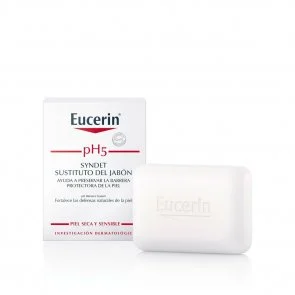 Eucerin®
pH5
SYNDET
SUSTITUTO DEL JABÓN
AYUDA A PRESERVAR LA BARRERA
PROTECTORA DE LA PIEL
Fortalece las defensas naturales de la piel
PIEL SECA Y SENSIBLE
INVESTIGACIÓN DERMATOLÓGICA
Eucerin